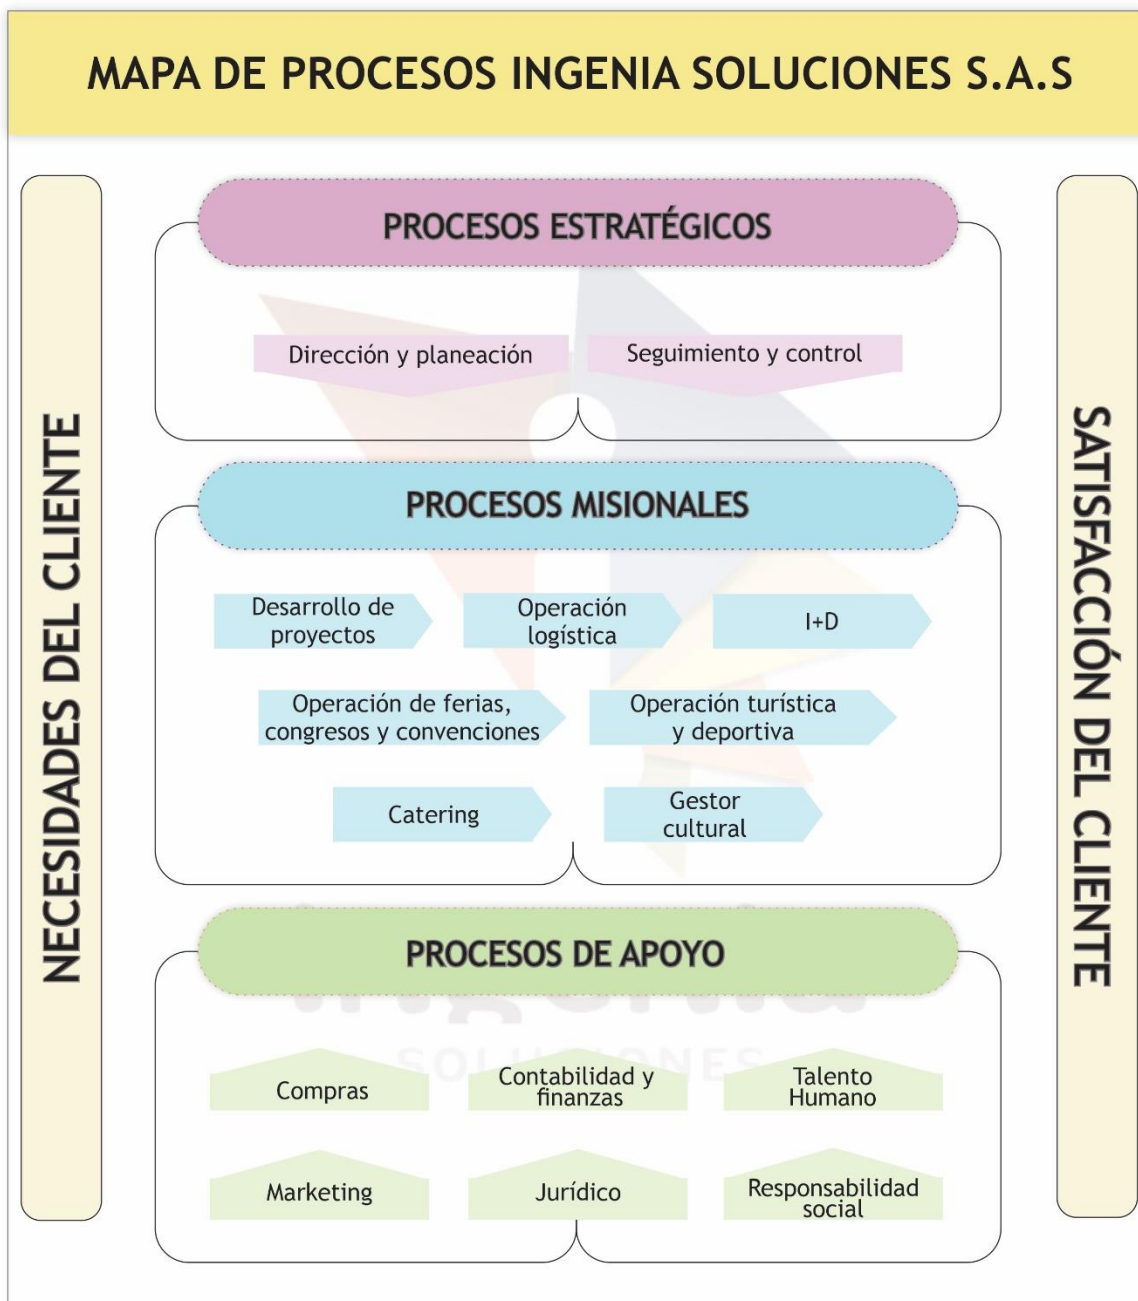 MAPA DE PROCESOS INGENIA SOLUCIONES S.A.S
NECESIDADES DEL CLIENTE
PROCESOS ESTRATÉGICOS
Dirección y planeación
Seguimiento y control
PROCESOS MISIONALES
Desarrollo de
proyectos
Operación
logística
I+D
Operación de ferias,
congresos y convenciones
Operación turística
y deportiva
Catering
Gestor
cultural
PROCESOS DE APOYO
ingenia
SOLUCIONES
Compras
Contabilidad y
finanzas
Talento
Humano
Marketing
Jurídico
Responsabilidad
social
SATISFACCIÓN DEL CLIENTE